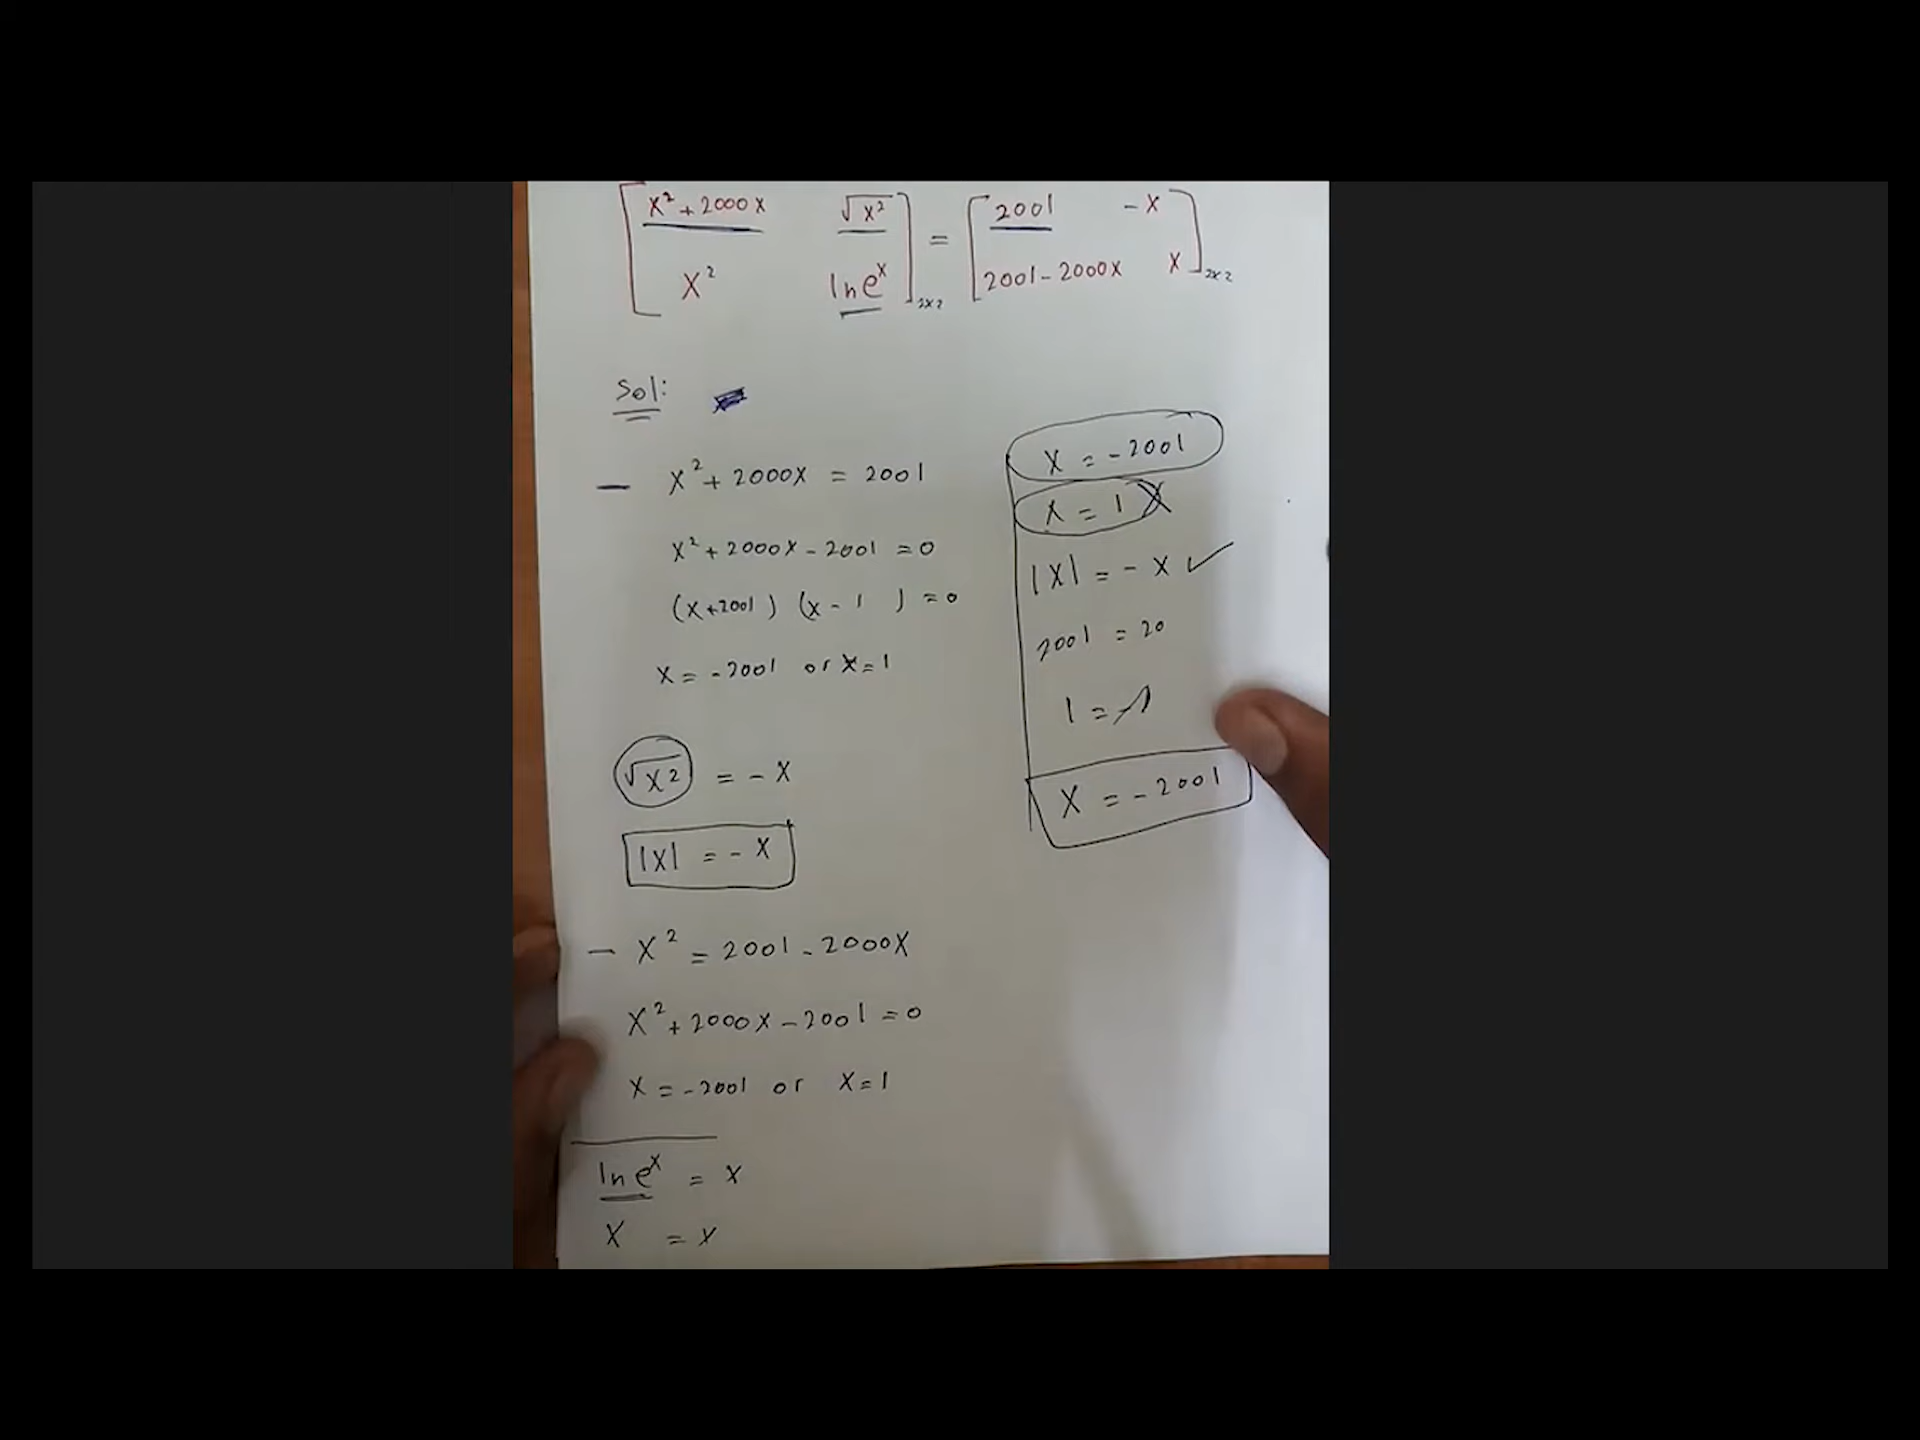 x² + 2000x √x² = 2001 -x
x² ln eˣ 2x2 2001 - 2000x x 2x2
Sol:
— x² + 2000x = 2001
x² + 2000x - 2001 = 0
(x+2001) (x - 1 ) = 0
x = -2001 or x = 1
√x² = - x
|x| = - x
— x² = 2001 - 2000x
x² + 2000x - 2001 = 0
x = -2001 or x = 1
ln eˣ = x
x = x
x = -2001
x = 1 X
|x| = - x ✓
2001 = 20
1 = -1
x = -2001